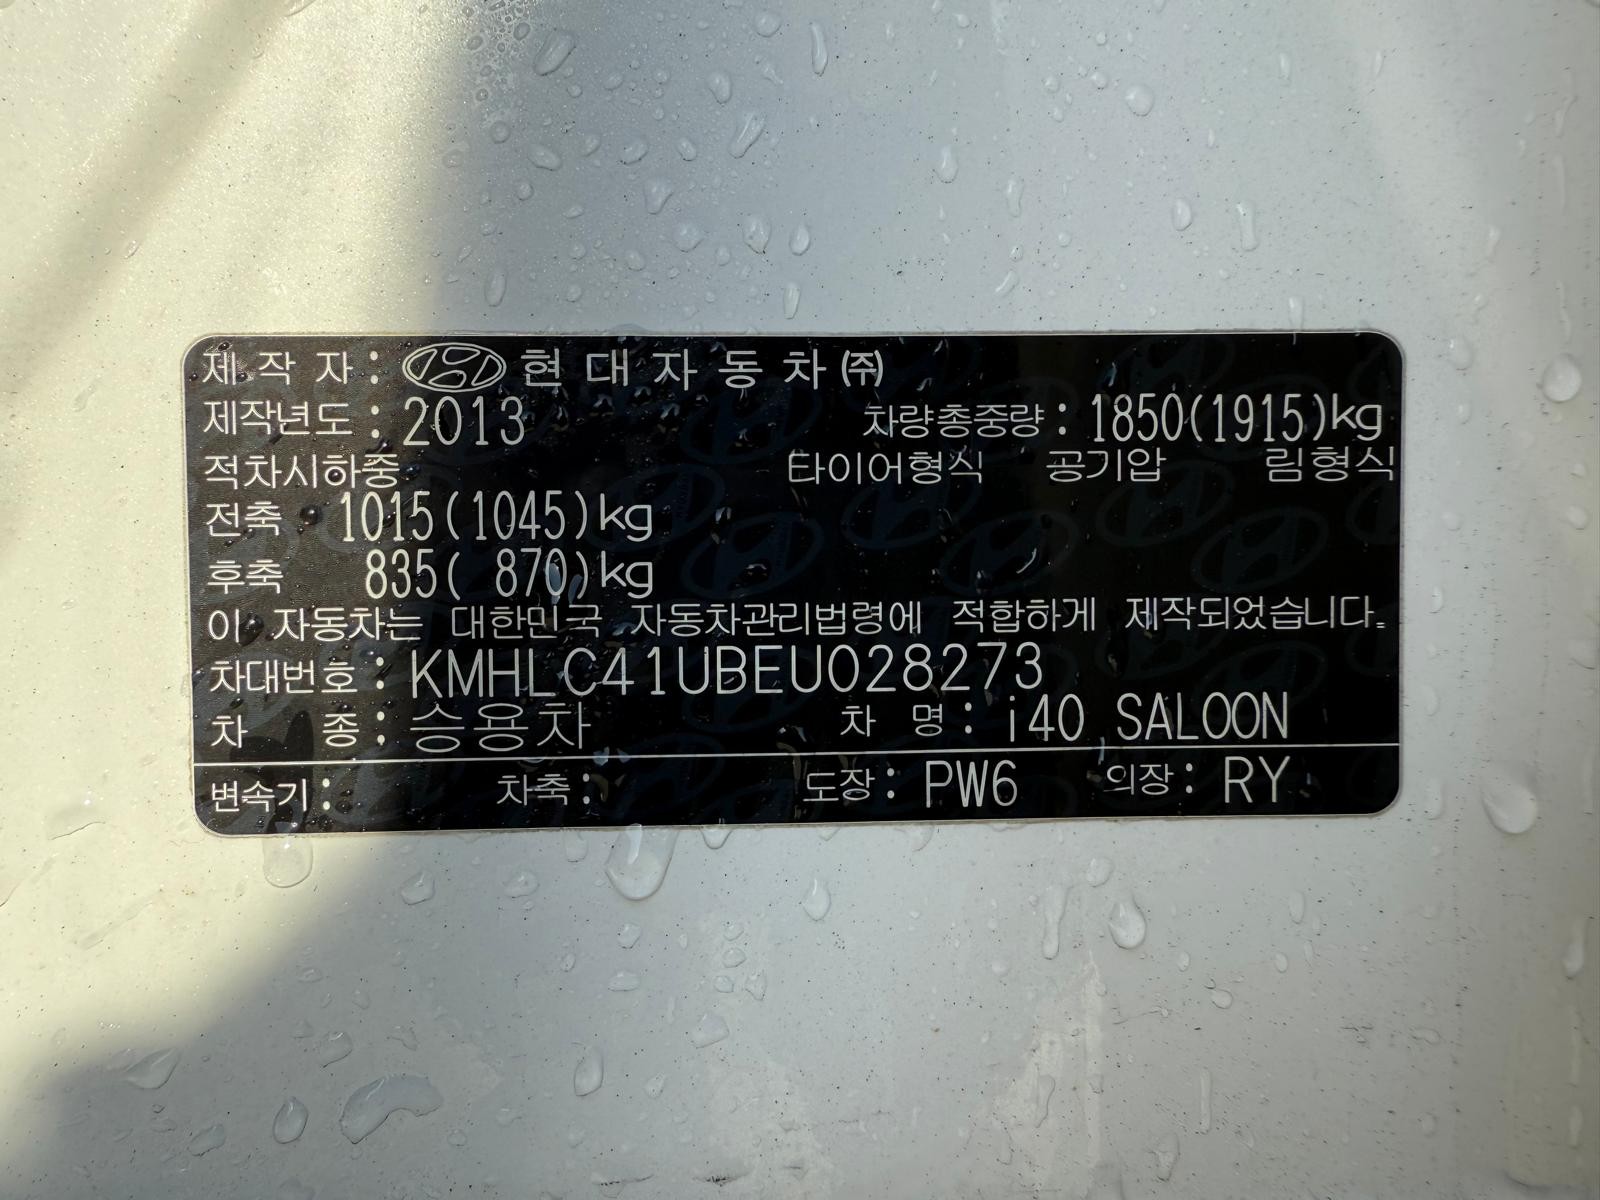 제 작 자 : 현 대 자 동 차 ㈜
제작년도 : 2013 차량총중량 : 1850(1915)kg
적차시하중 타이어형식 공기압 림형식
전축 1015(1045)kg
후축 835( 870)kg
이 자동차는 대한민국 자동차관리법령에 적합하게 제작되었습니다.
차대번호 : KMHLC41UBEU028273
차 종 : 승용차 차 명 : i40 SALOON
변속기 : 차축 : 도장 : PW6 의장 : RY